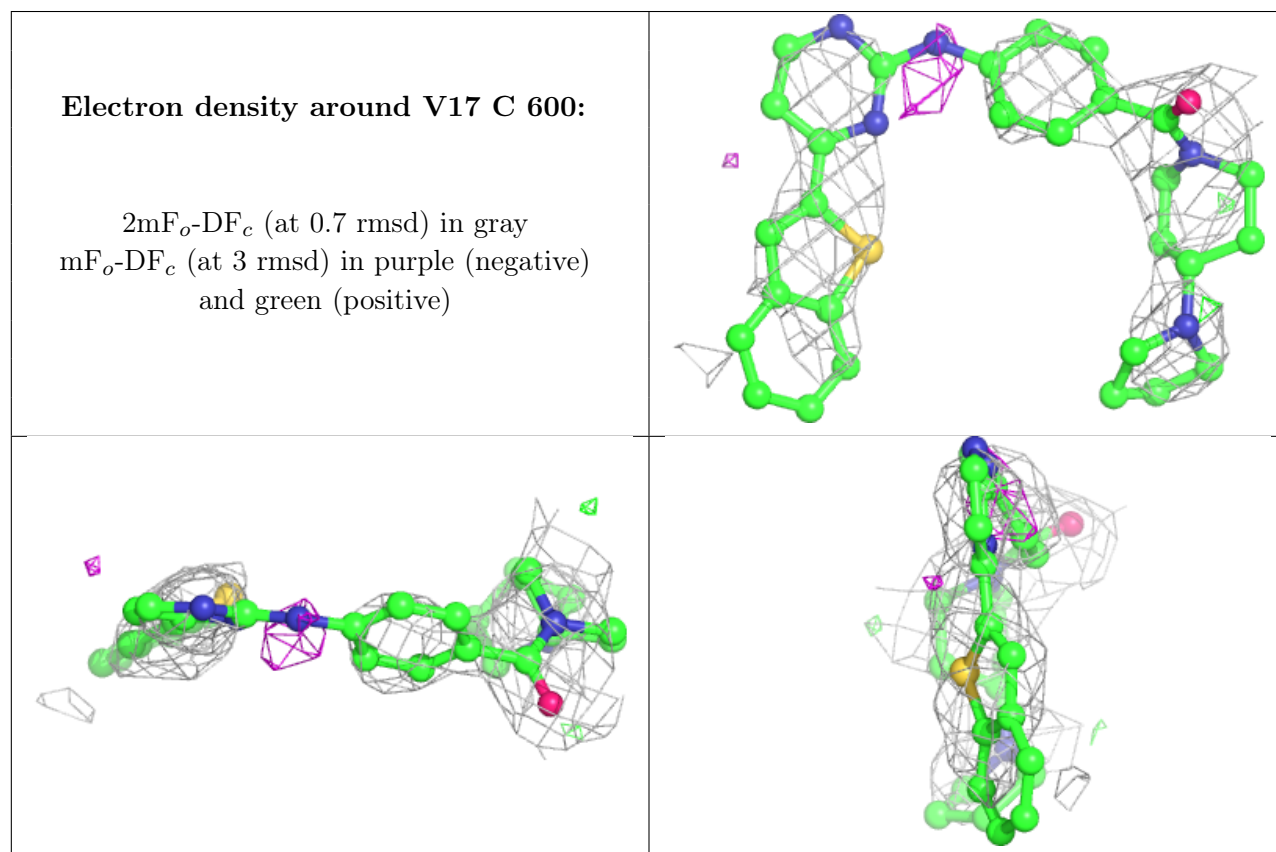 Electron density around V17 C 600:
2mFo-DFc (at 0.7 rmsd) in gray
mFo-DFc (at 3 rmsd) in purple (negative)
and green (positive)